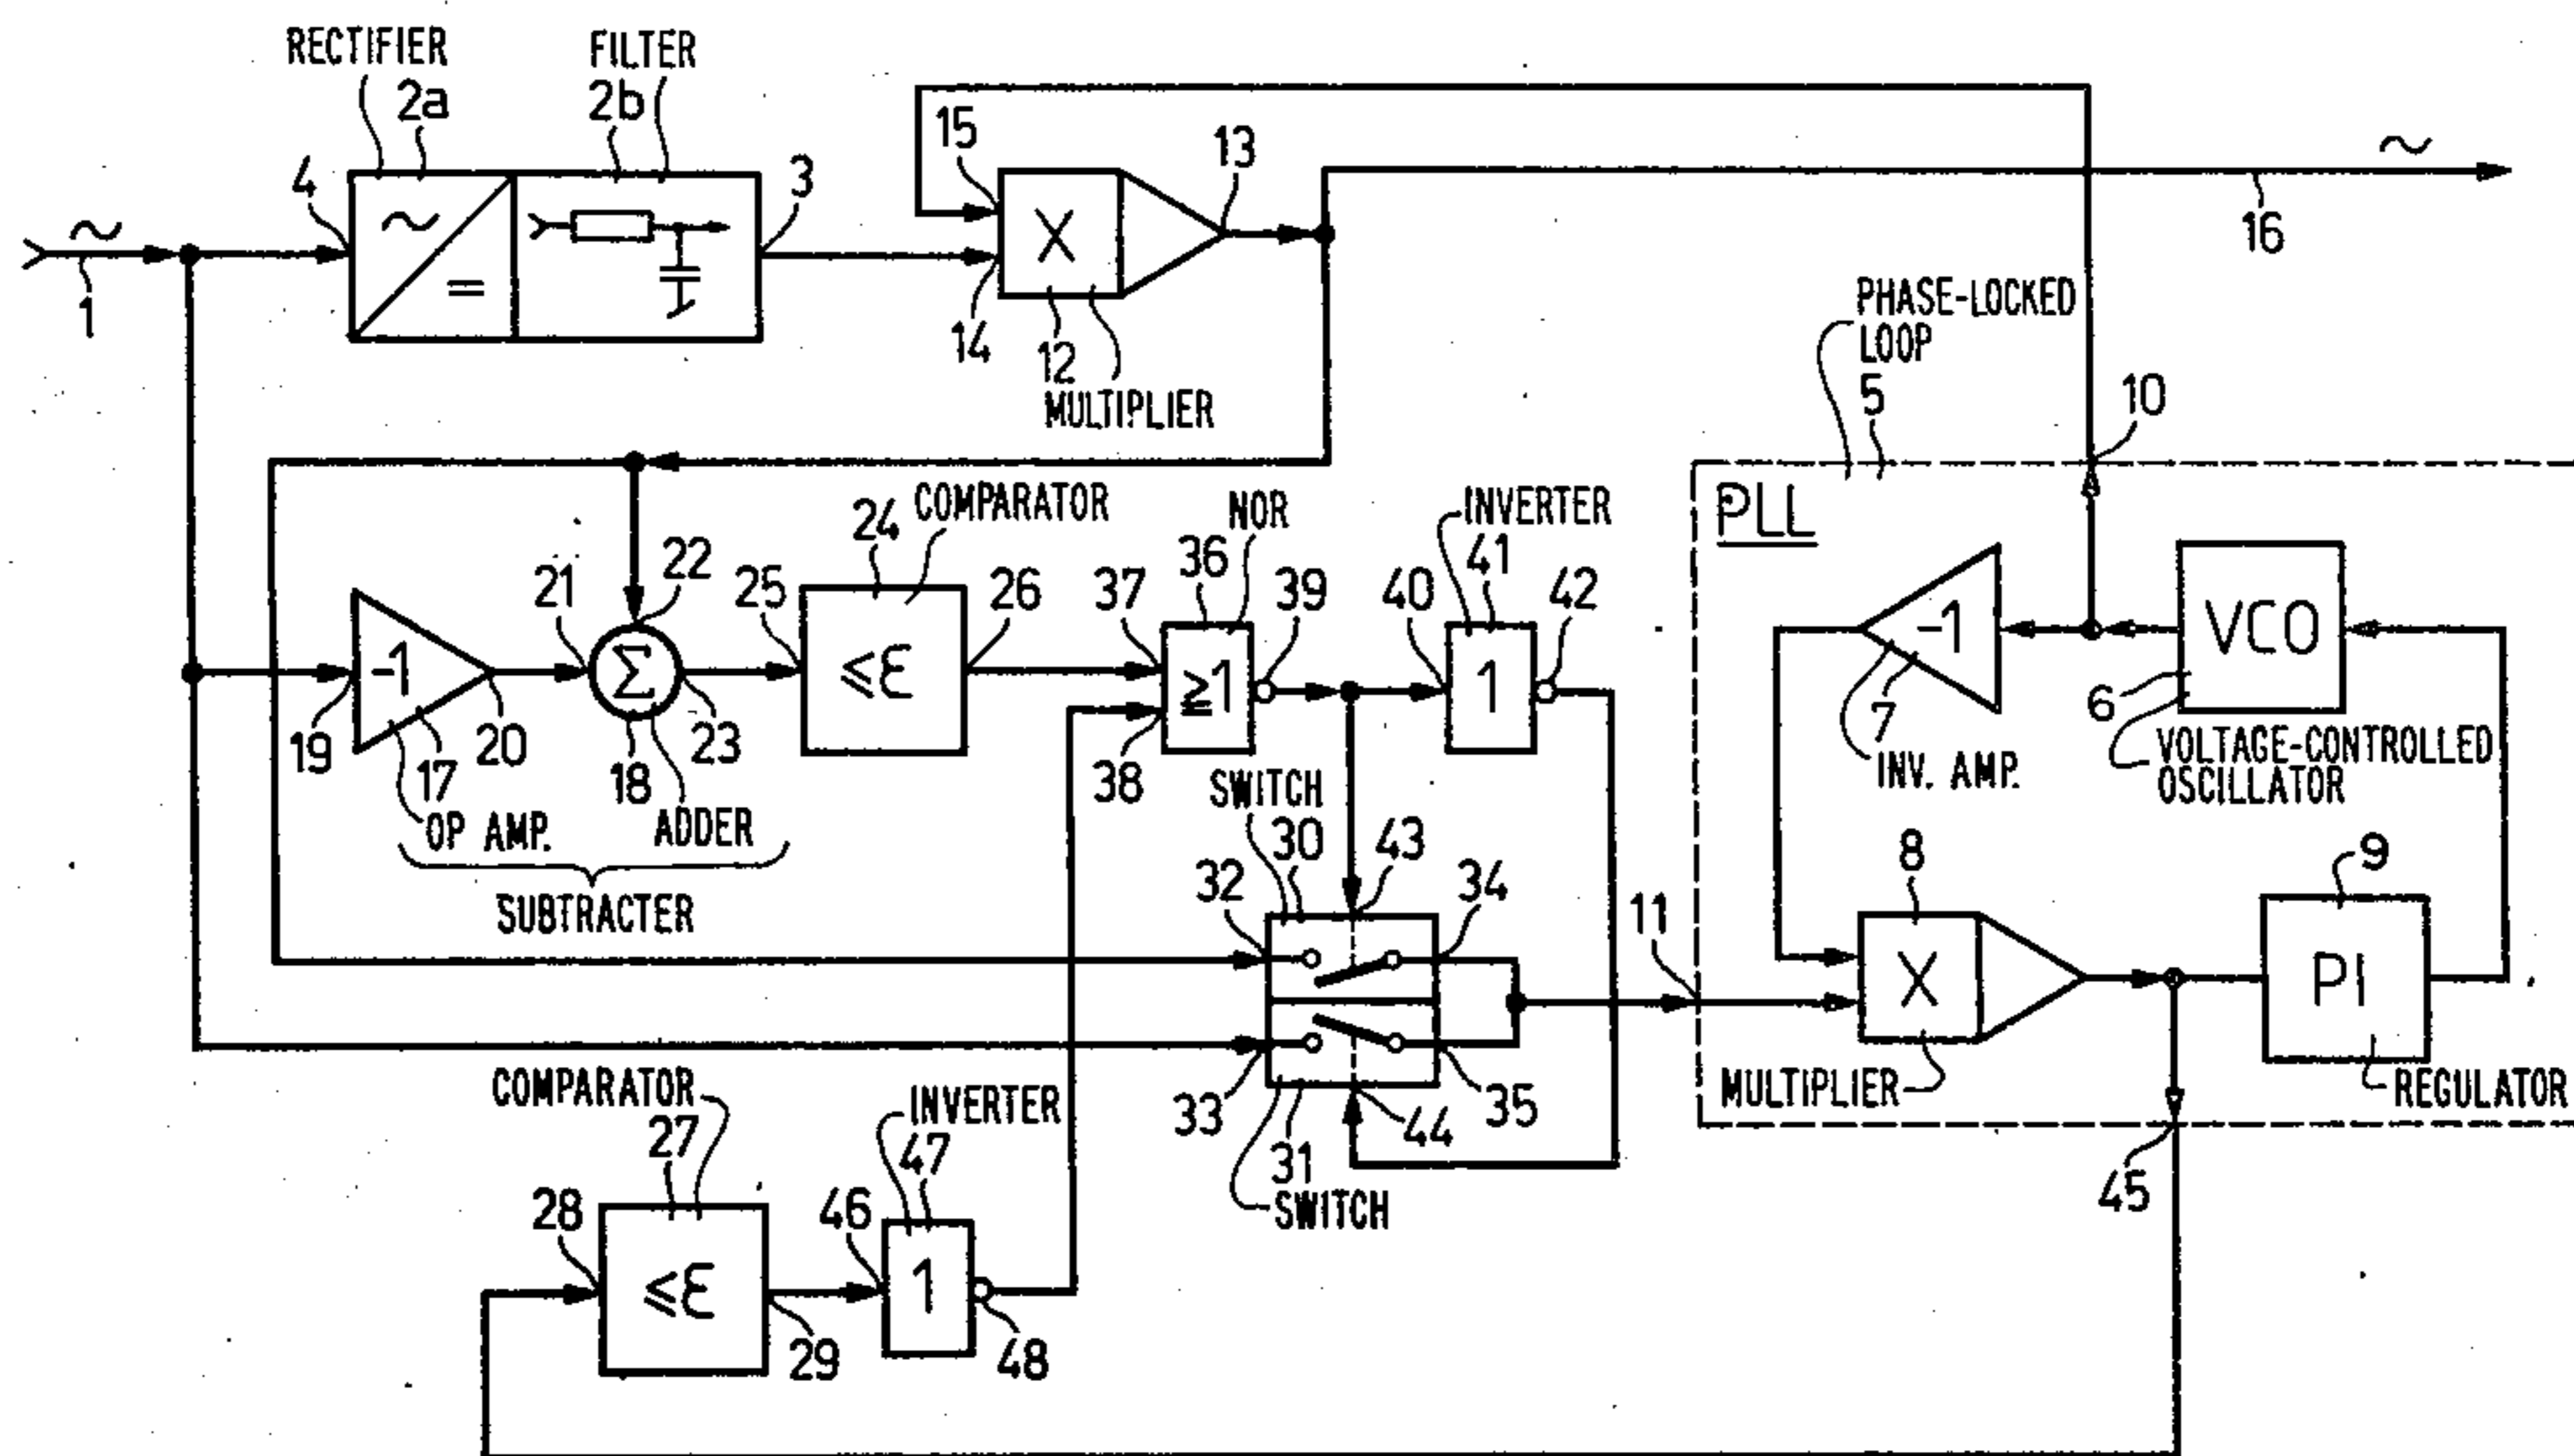 RECTIFIER
2a
FILTER
2b
4
~
~
=
3
1
15
14
X
12
MULTIPLIER
13
~
16
PHASE-LOCKED
LOOP
5
10
PLL
-1
7
INV. AMP.
VCO
6
VOLTAGE-CONTROLLED
OSCILLATOR
8
X
MULTIPLIER
9
PI
REGULATOR
11
45
19
-1
17
20
OP AMP.
21
22
Σ
18
23
ADDER
SUBTRACTER
24
COMPARATOR
25
≤ε
26
NOR
36
37
38
≥1
39
INVERTER
41
40
1
42
SWITCH
30
43
32
34
33
35
31
44
SWITCH
COMPARATOR
27
28
≤ε
29
INVERTER
47
46
1
48